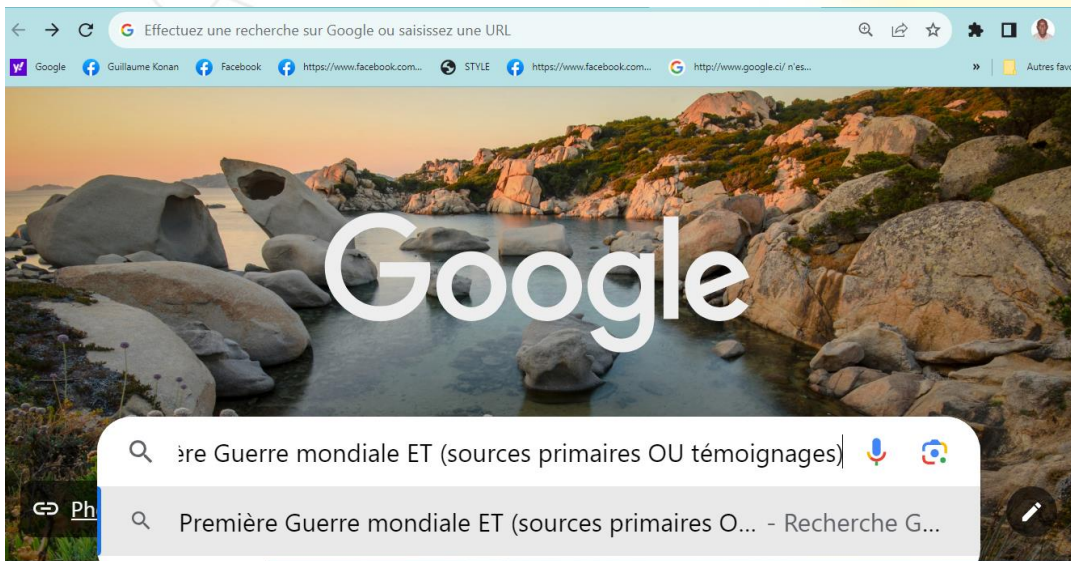 Effectuez une recherche sur Google ou saisissez une URL
Google Guillaume Konan Facebook https://www.facebook.com... STYLE https://www.facebook.com... http://www.google.ci/ n'es... » Autres favo
Google
ère Guerre mondiale ET (sources primaires OU témoignages)
Ph
Première Guerre mondiale ET (sources primaires O... - Recherche G...